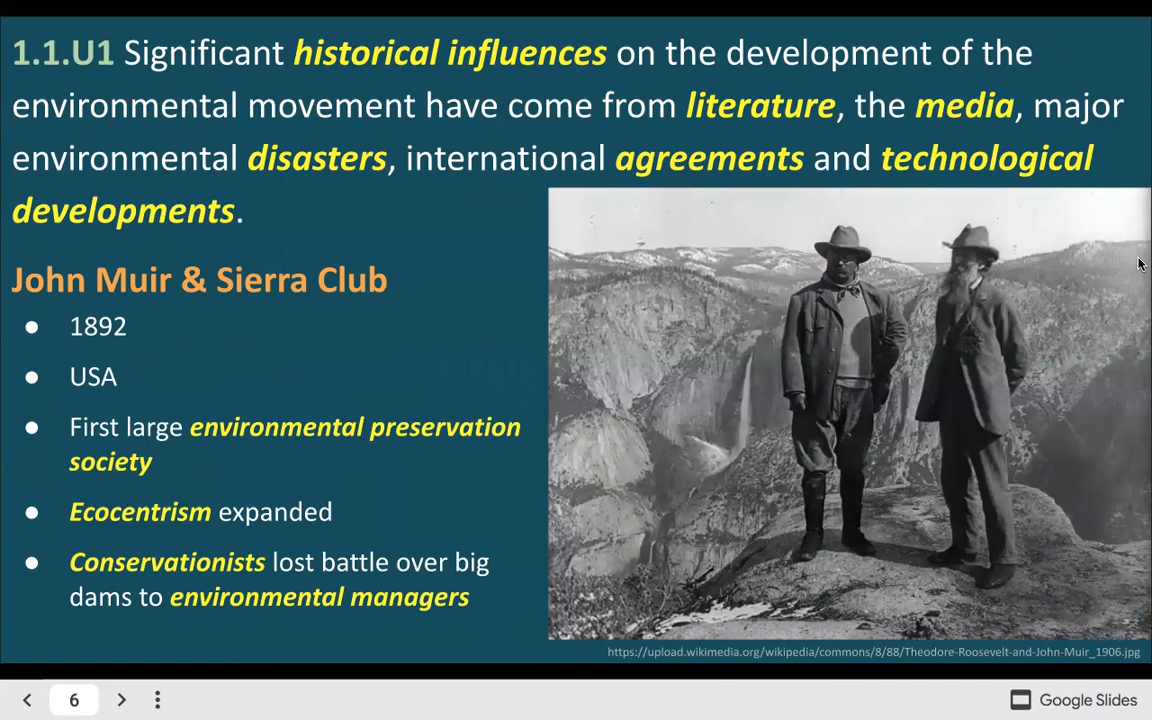 1.1.U1 Significant historical influences on the development of the
environmental movement have come from literature, the media, major
environmental disasters, international agreements and technological
developments.
John Muir & Sierra Club
● 1892
● USA
● First large environmental preservation
society
● Ecocentrism expanded
● Conservationists lost battle over big
dams to environmental managers
https://upload.wikimedia.org/wikipedia/commons/8/88/Theodore-Roosevelt-and-John-Muir_1906.jpg
6
Google Slides